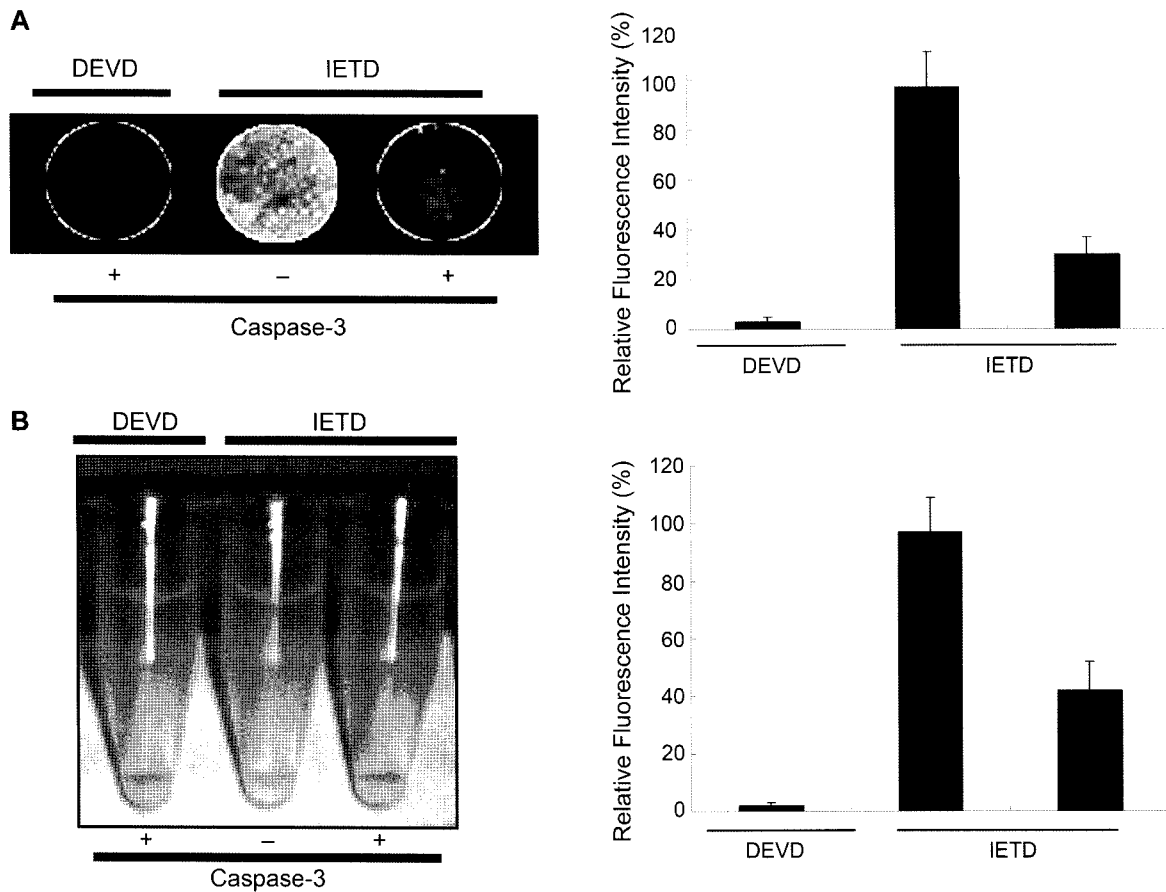 A
DEVD IETD
+ – +
Caspase-3
Relative Fluorescence Intensity (%)
120
100
80
60
40
20
0
DEVD IETD
B
DEVD IETD
+ – +
Caspase-3
Relative Fluorescence Intensity (%)
120
100
80
60
40
20
0
DEVD IETD